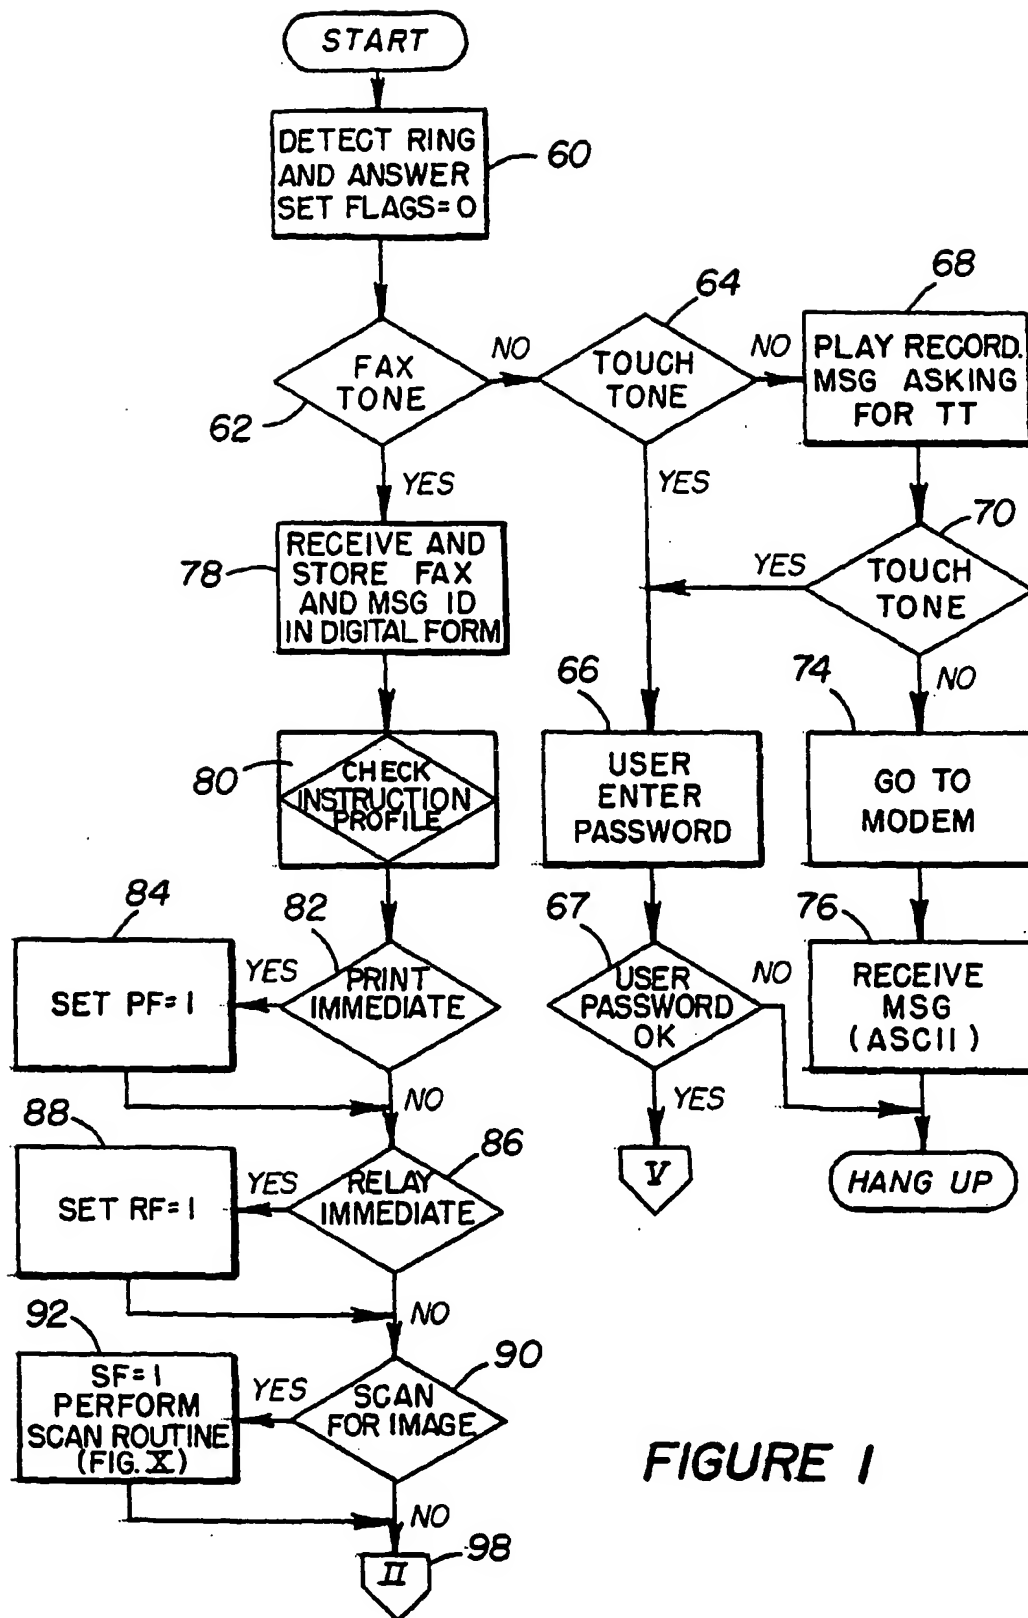 START
DETECT RING
AND ANSWER
SET FLAGS=0
60
FAX
TONE
62
NO
TOUCH
TONE
64
NO
PLAY RECORD.
MSG ASKING
FOR TT
68
YES
YES
TOUCH
TONE
70
YES
NO
RECEIVE AND
STORE FAX
AND MSG ID
IN DIGITAL FORM
78
CHECK
INSTRUCTION
PROFILE
80
USER
ENTER
PASSWORD
66
GO TO
MODEM
74
PRINT
IMMEDIATE
82
YES
SET PF=1
84
NO
USER
PASSWORD
OK
67
NO
YES
RECEIVE
MSG
(ASCII)
76
V
HANG UP
RELAY
IMMEDIATE
86
YES
SET RF=1
88
NO
SCAN
FOR IMAGE
90
YES
SF=1
PERFORM
SCAN ROUTINE
(FIG. X)
92
NO
II
98
FIGURE 1